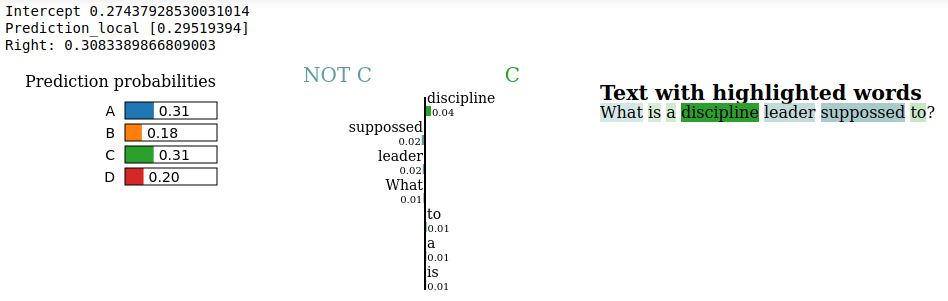 Intercept 0.27437928530031014
Prediction_local [0.29519394]
Right: 0.3083389866809003
Prediction probabilities
A 0.31
B 0.18
C 0.31
D 0.20
NOT C C
discipline
0.04
suppossed
0.02
leader
0.02
What
0.01
to
0.01
a
0.01
is
0.01
Text with highlighted words
What is a discipline leader suppossed to?